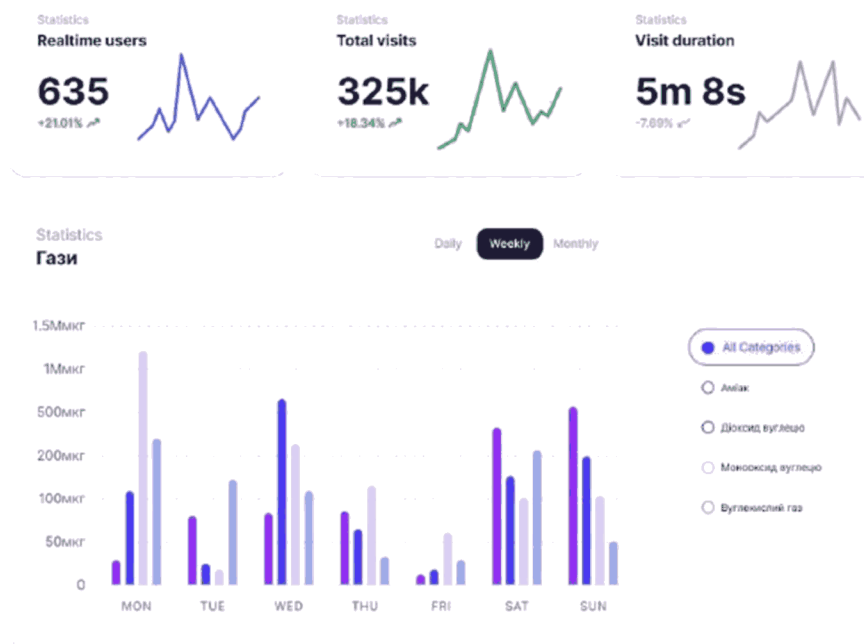 Statistics
Realtime users
635
+21.01%
Statistics
Total visits
325k
+18.34%
Statistics
Visit duration
5m 8s
-7.69%
Statistics
Гази
Daily
Weekly
Monthly
1.5Ммкг
1Ммкг
500мкг
200мкг
100мкг
50мкг
0
MON
TUE
WED
THU
FRI
SAT
SUN
All Categories
Аміак
Діоксид вуглецю
Монооксид вуглецю
Вуглекислий газ